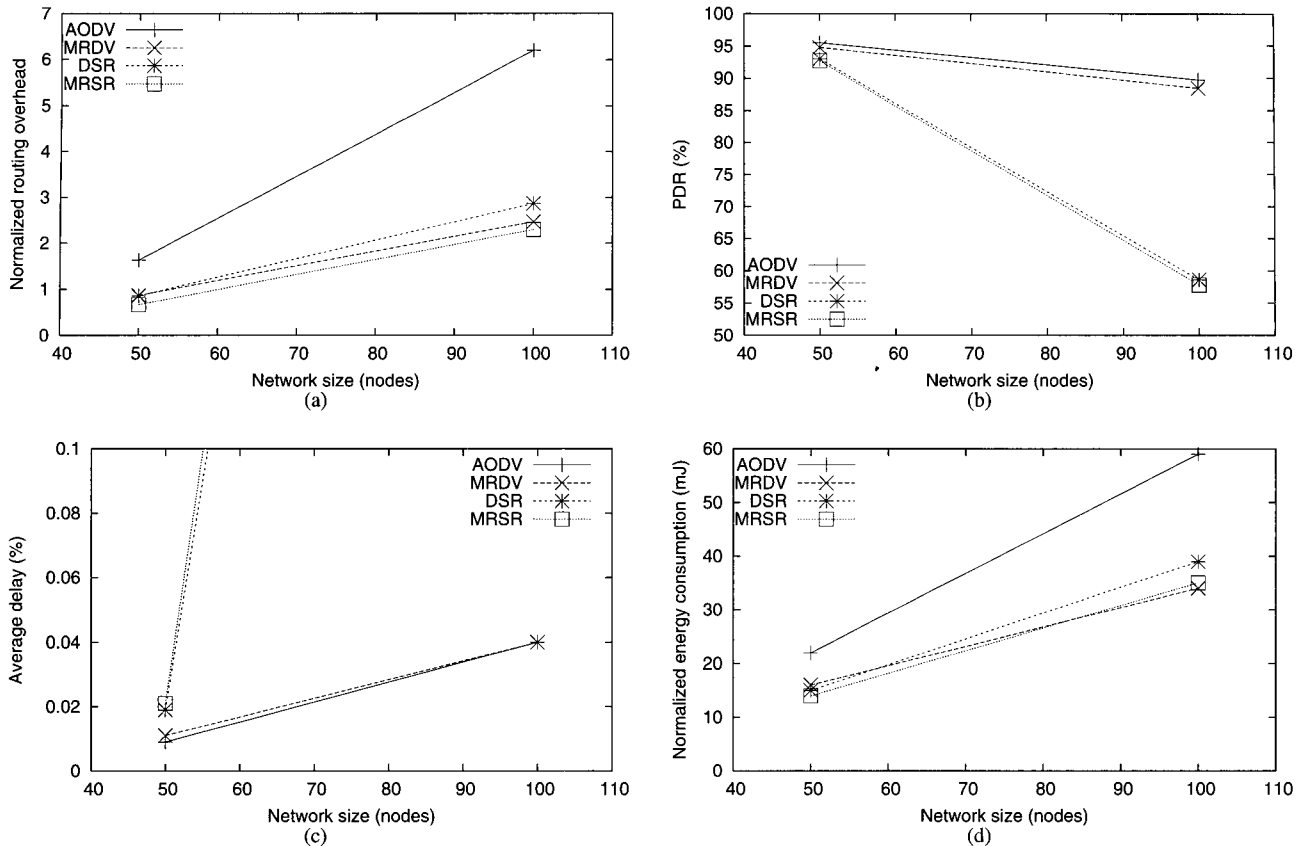 7
6
5
4
3
2
1
0
Normalized routing overhead
AODV
MRDV
DSR
MRSR
40 50 60 70 80 90 100 110
Network size (nodes)
(a)
100
95
90
85
80
75
70
65
60
55
50
PDR (%)
AODV
MRDV
DSR
MRSR
40 50 60 70 80 90 100 110
Network size (nodes)
(b)
0.1
0.08
0.06
0.04
0.02
0
Average delay (%)
AODV
MRDV
DSR
MRSR
40 50 60 70 80 90 100 110
Network size (nodes)
(c)
60
50
40
30
20
10
0
Normalized energy consumption (mJ)
AODV
MRDV
DSR
MRSR
40 50 60 70 80 90 100 110
Network size (nodes)
(d)